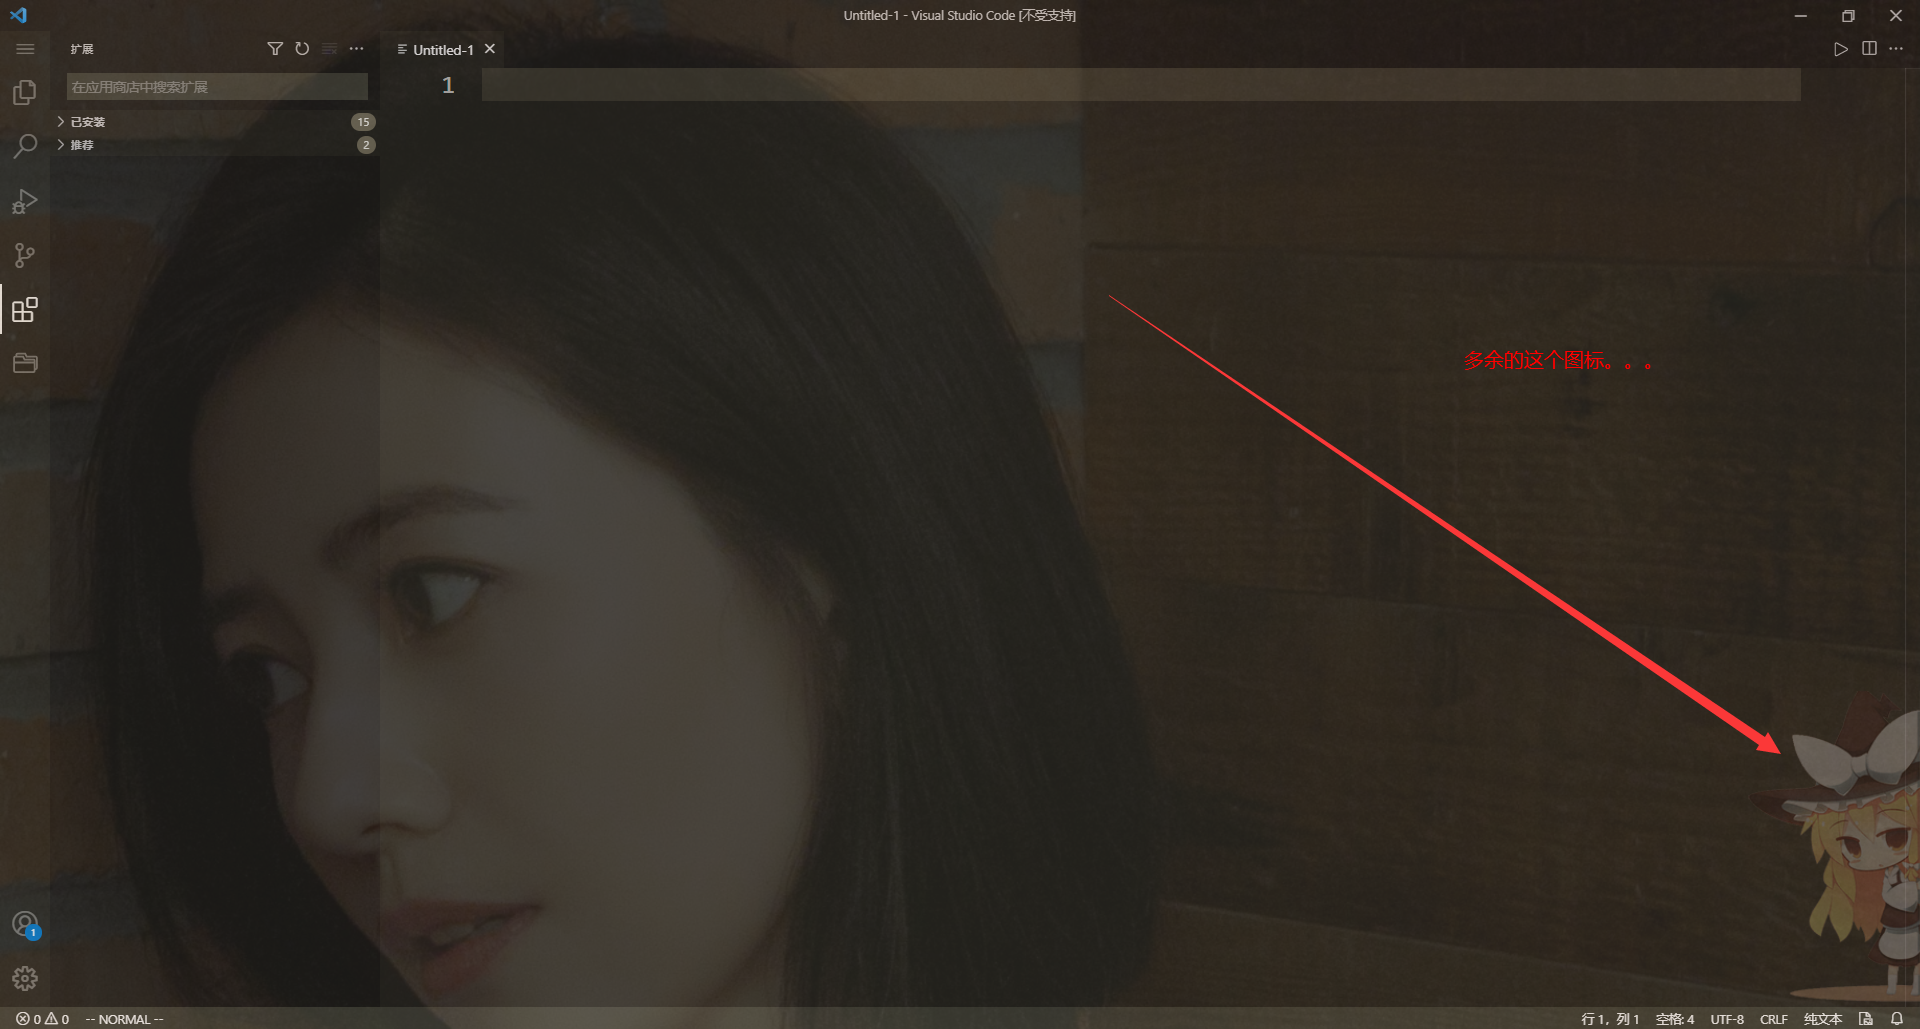 Untitled-1 - Visual Studio Code [不受支持]
扩展
Untitled-1
在应用商店中搜索扩展
1
已安装
15
推荐
2
多余的这个图标。。。
1
0 0 -- NORMAL --
行 1，列 1 空格: 4 UTF-8 CRLF 纯文本